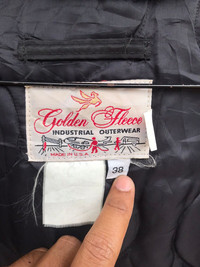 Golden Fleece
INDUSTRIAL OUTERWEAR
MADE IN U.S.A.
38